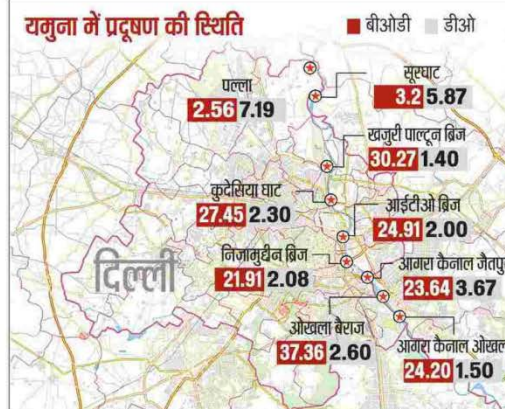 यमुना में प्रदूषण की स्थिति
बीओडी डीओ
पल्ला
2.56 7.19
सूरघाट
3.2 5.87
खजुरी पाल्टून ब्रिज
30.27 1.40
कुदेसिया घाट
27.45 2.30
आईटीओ ब्रिज
24.91 2.00
निजामुद्दीन ब्रिज
21.91 2.08
दिल्ली
आगरा कैनाल जैतपु
23.64 3.67
ओखला बैराज
37.36 2.60
आगरा कैनाल ओखल
24.20 1.50